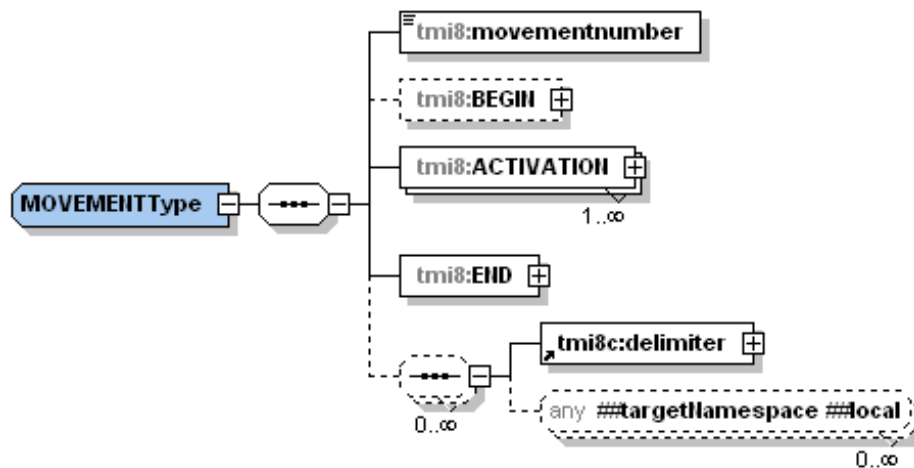 tmi8:movementnumber
tmi8:BEGIN
tmi8:ACTIVATION
1..∞
MOVEMENTType
tmi8:END
tmi8c:delimiter
any ##targetNamespace ##local
0..∞
0..∞